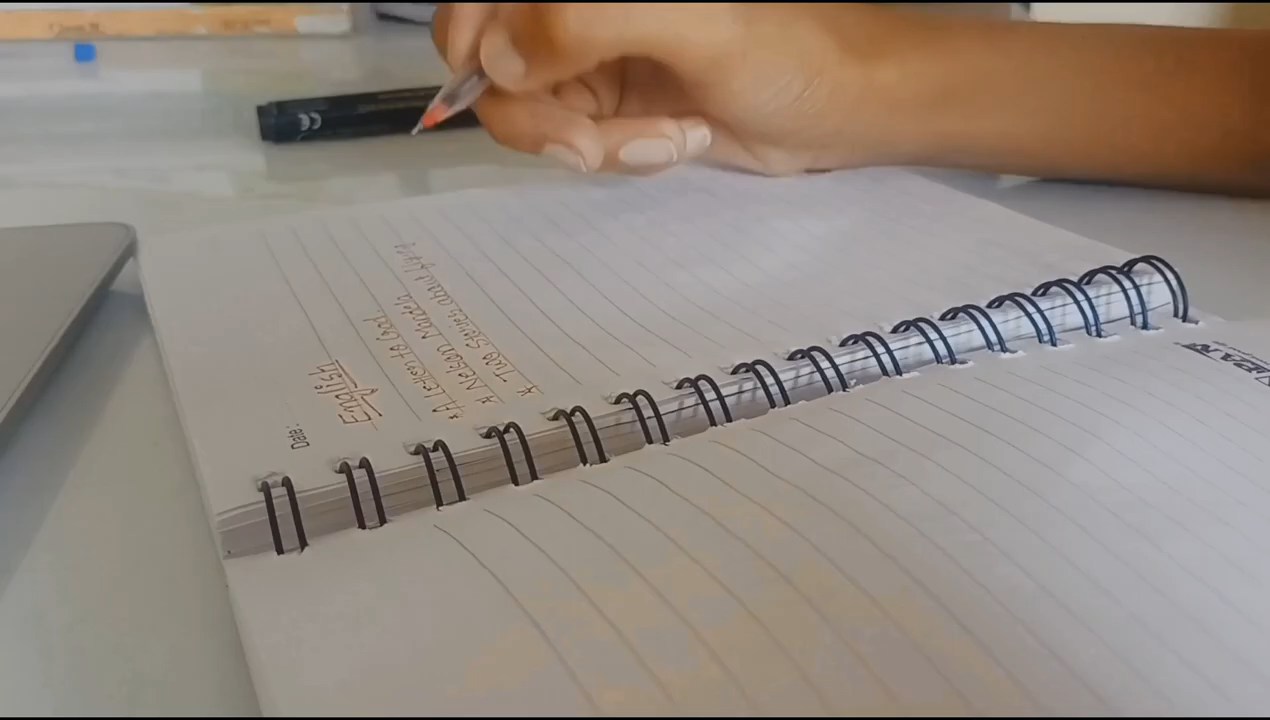 Date:
English
* A Letter to God
* Nelson Mandela
* Two Stories about flying